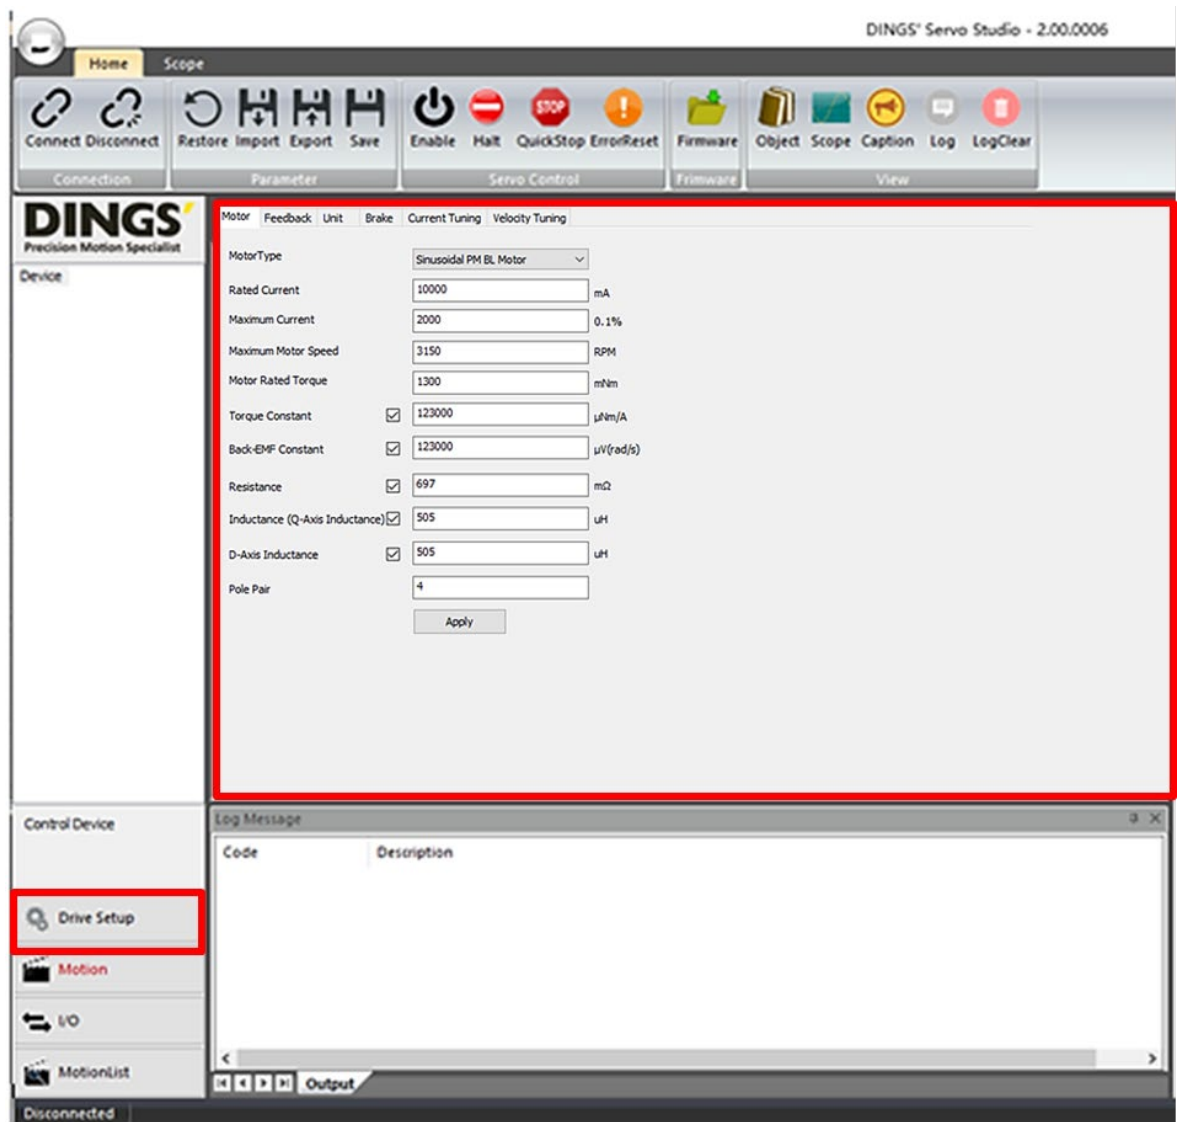 DINGS' Servo Studio - 2.00.0006
Home Scope
Connect Disconnect Restore Import Export Save Enable Halt QuickStop ErrorReset Firmware Object Scope Caption Log LogClear
STOP
Connection Parameter Servo Control Frimware View
DINGS'
Precision Motion Specialist
Device
Motor Feedback Unit Brake Current Tuning Velocity Tuning
MotorType Sinusoidal PM BL Motor
Rated Current 10000 mA
Maximum Current 2000 0.1%
Maximum Motor Speed 3150 RPM
Motor Rated Torque 1300 mNm
Torque Constant 123000 µNm/A
Back-EMF Constant 123000 µV(rad/s)
Resistance 697 mΩ
Inductance (Q-Axis Inductance) 505 uH
D-Axis Inductance 505 uH
Pole Pair 4
Apply
Control Device
Drive Setup
Motion
I/O
MotionList
Log Message
Code Description
Output
Disconnected